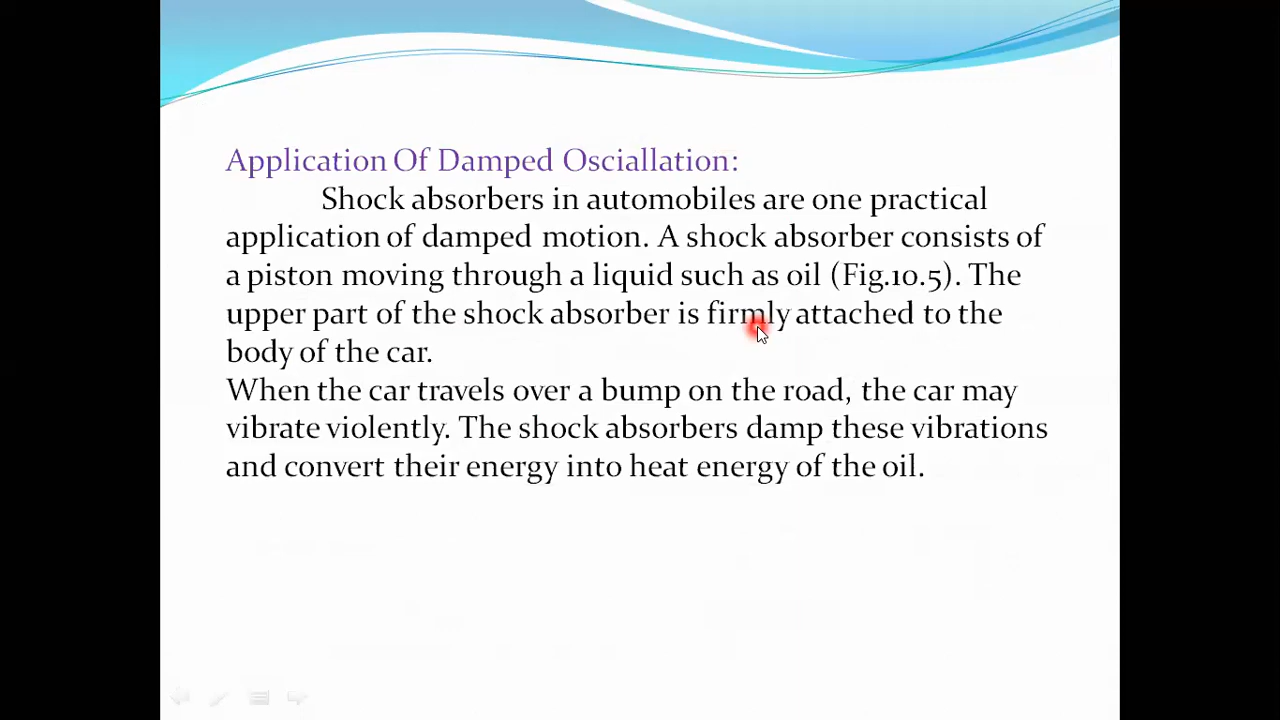 Application Of Damped Osciallation:
Shock absorbers in automobiles are one practical
application of damped motion. A shock absorber consists of
a piston moving through a liquid such as oil (Fig.10.5). The
upper part of the shock absorber is firmly attached to the
body of the car.
When the car travels over a bump on the road, the car may
vibrate violently. The shock absorbers damp these vibrations
and convert their energy into heat energy of the oil.